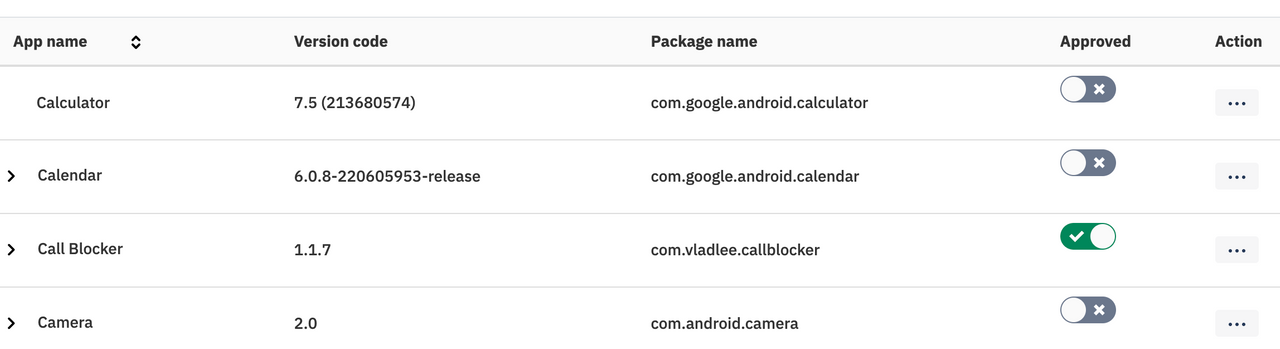 App name Version code Package name Approved Action
Calculator 7.5 (213680574) com.google.android.calculator ...
Calendar 6.0.8-220605953-release com.google.android.calendar ...
Call Blocker 1.1.7 com.vladlee.callblocker ...
Camera 2.0 com.android.camera ...